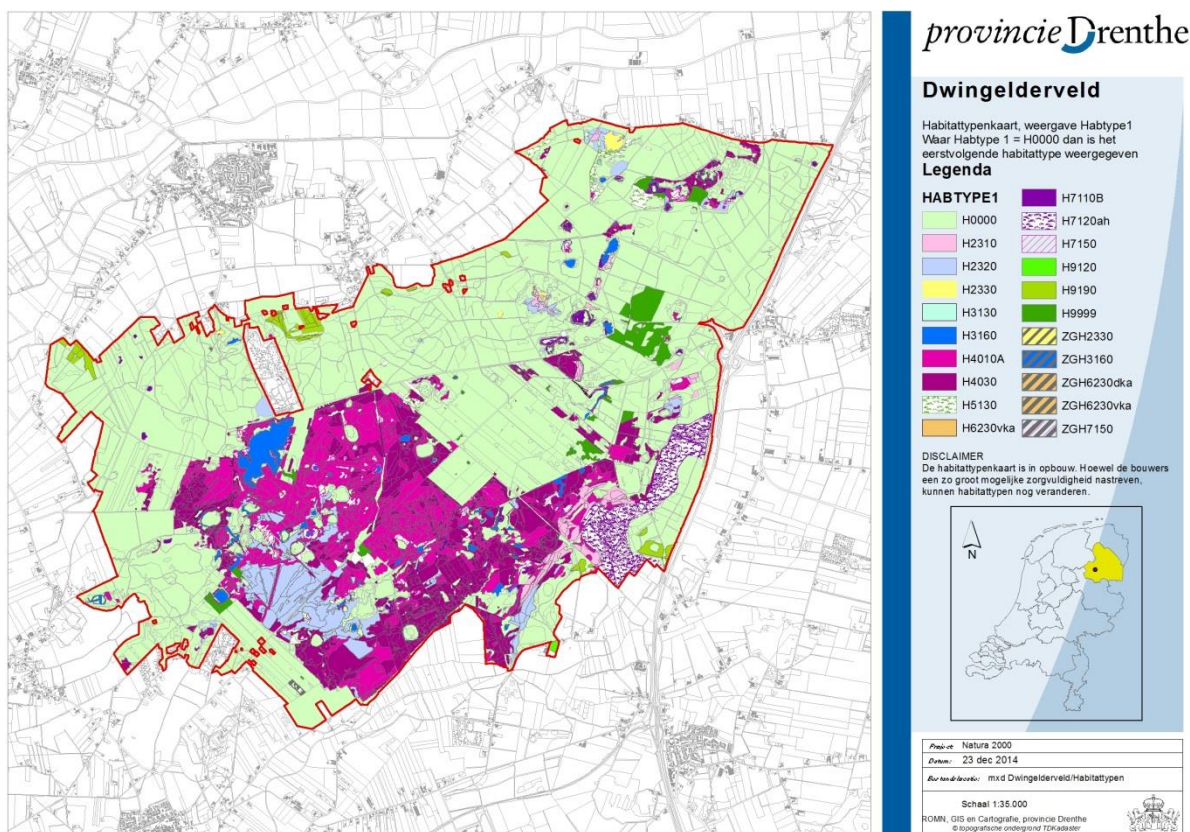 provincie Drenthe
Dwingelderveld
Habitattypenkaart, weergave Habtype1
Waar Habtype 1 = H0000 dan is het
eerstvolgende habitattype weergegeven
Legenda
HABTYPE1
H0000
H2310
H2320
H2330
H3130
H3160
H4010A
H4030
H5130
H6230vka
H7110B
H7120ah
H7150
H9120
H9190
H9999
ZGH2330
ZGH3160
ZGH6230dka
ZGH6230vka
ZGH7150
DISCLAIMER
De habitattypenkaart is in opbouw. Hoewel de bouwers
een zo groot mogelijke zorgvuldigheid nastreven,
kunnen habitattypen nog veranderen.
N
Project: Natura 2000
Datum: 23 dec 2014
Bestandslocatie: mxd Dwingelderveld/Habitattypen
Schaal 1:35.000
ROMN, GIS en Cartografie, provincie Drenthe
© topografische ondergrond TDKadaster